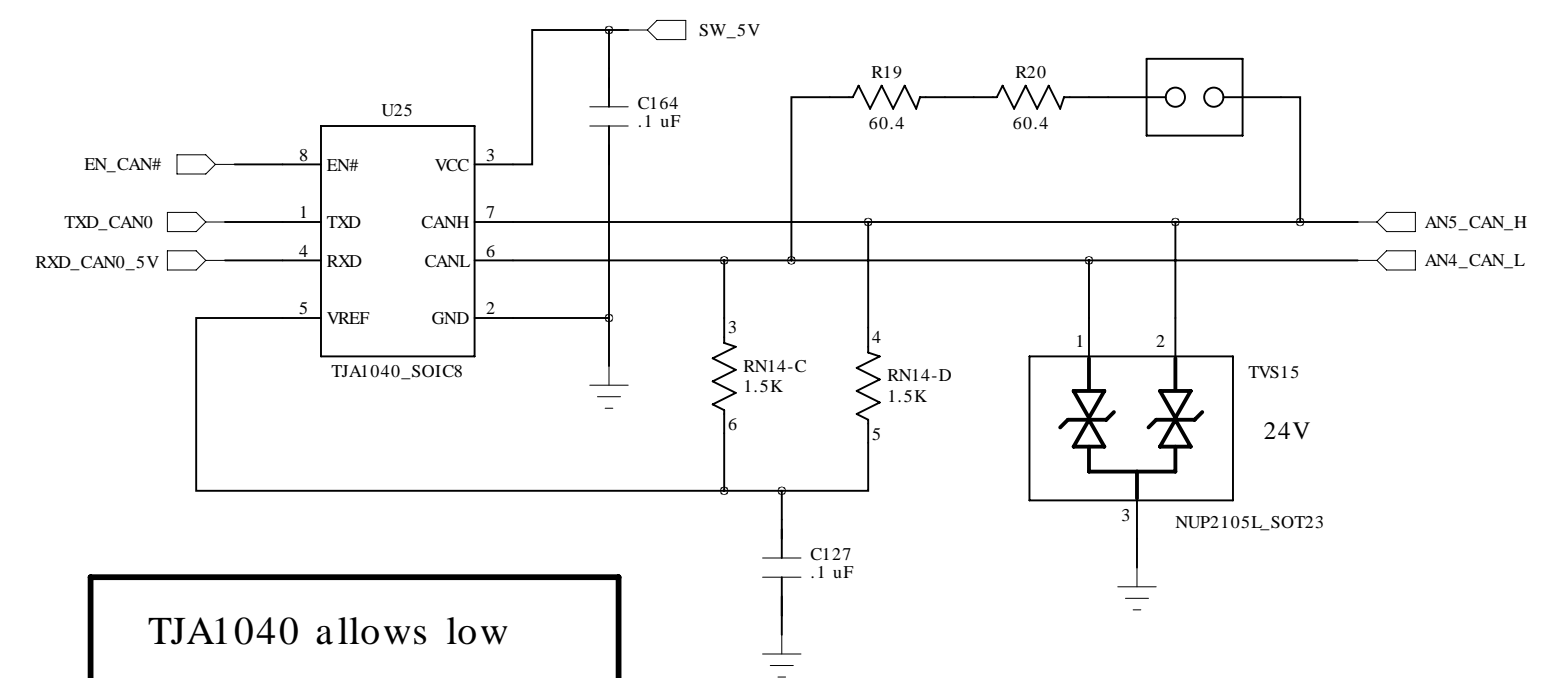 SW_5V
R19
R20
C164
.1 uF
60.4
60.4
U25
EN_CAN#
8
EN#
VCC
3
TXD_CAN0
1
TXD
CANH
7
AN5_CAN_H
RXD_CAN0_5V
4
RXD
CANL
6
AN4_CAN_L
5
VREF
GND
2
TJA1040_SOIC8
3
RN14-C
1.5K
6
4
RN14-D
1.5K
5
1
2
TVS15
24V
3
NUP2105L_SOT23
C127
.1 uF
TJA1040 allows low